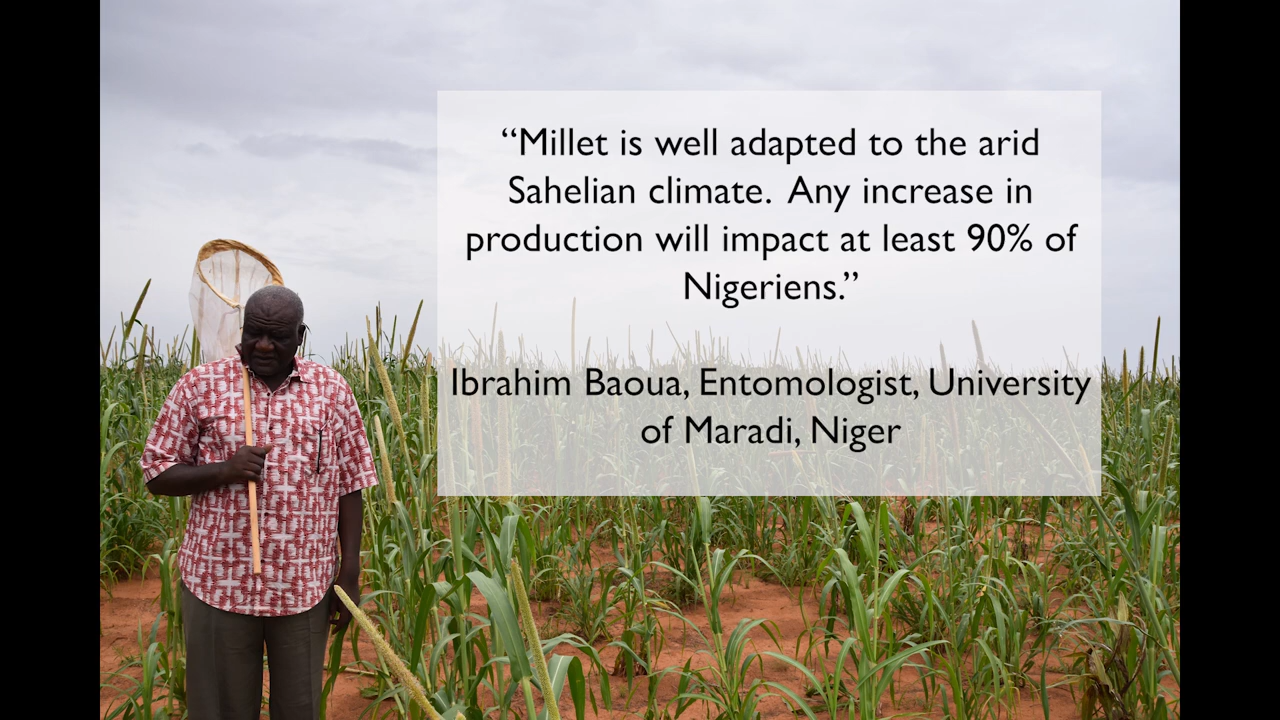 “Millet is well adapted to the arid
Sahelian climate.  Any increase in
production will impact at least 90% of
Nigeriens.”
Ibrahim Baoua, Entomologist, University
of Maradi, Niger